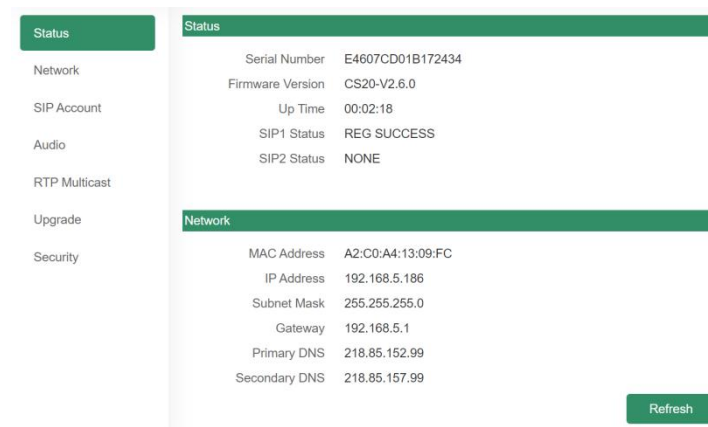 Status
Network
SIP Account
Audio
RTP Multicast
Upgrade
Security
Status
Serial Number E4607CD01B172434
Firmware Version CS20-V2.6.0
Up Time 00:02:18
SIP1 Status REG SUCCESS
SIP2 Status NONE
Network
MAC Address A2:C0:A4:13:09:FC
IP Address 192.168.5.186
Subnet Mask 255.255.255.0
Gateway 192.168.5.1
Primary DNS 218.85.152.99
Secondary DNS 218.85.157.99
Refresh